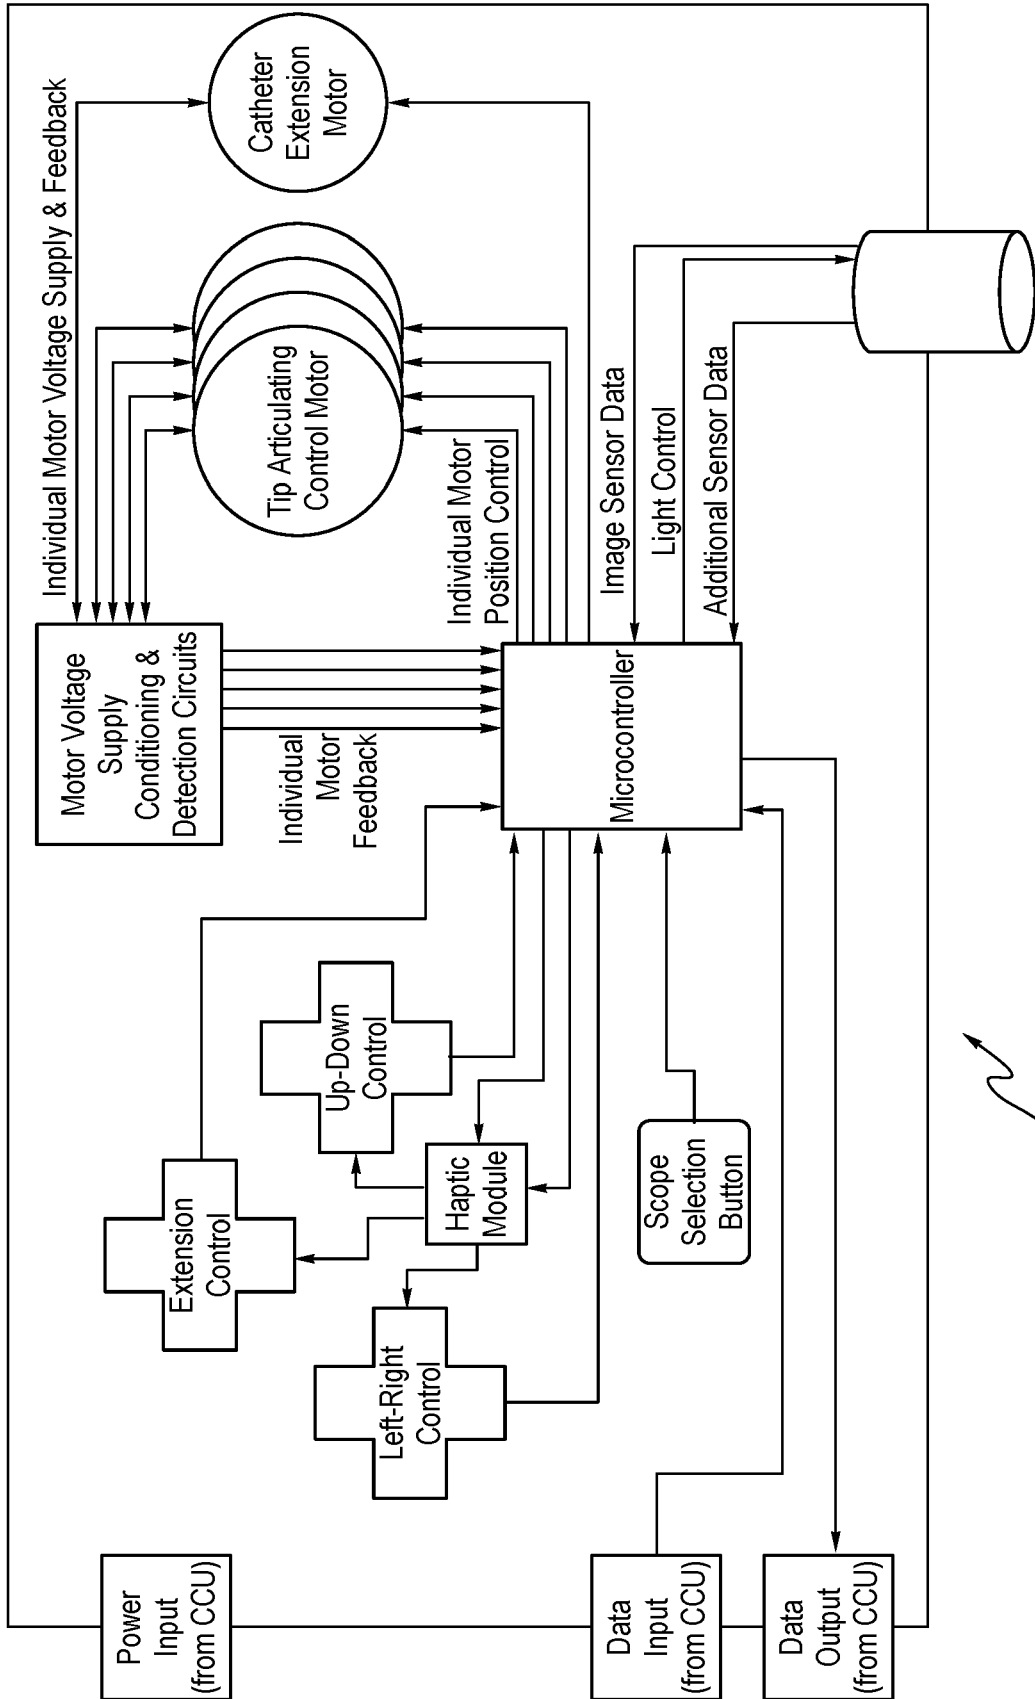 Power
Input
(from CCU)
Data
Input
(from CCU)
Data
Output
(from CCU)
Extension
Control
Left-Right
Control
Up-Down
Control
Haptic
Module
Scope
Selection
Button
Motor Voltage
Supply
Conditioning &
Detection Circuits
Individual
Motor
Feedback
Microcontroller
Individual Motor Voltage Supply & Feedback
Tip Articulating
Control Motor
Individual Motor
Position Control
Catheter
Extension
Motor
Image Sensor Data
Light Control
Additional Sensor Data